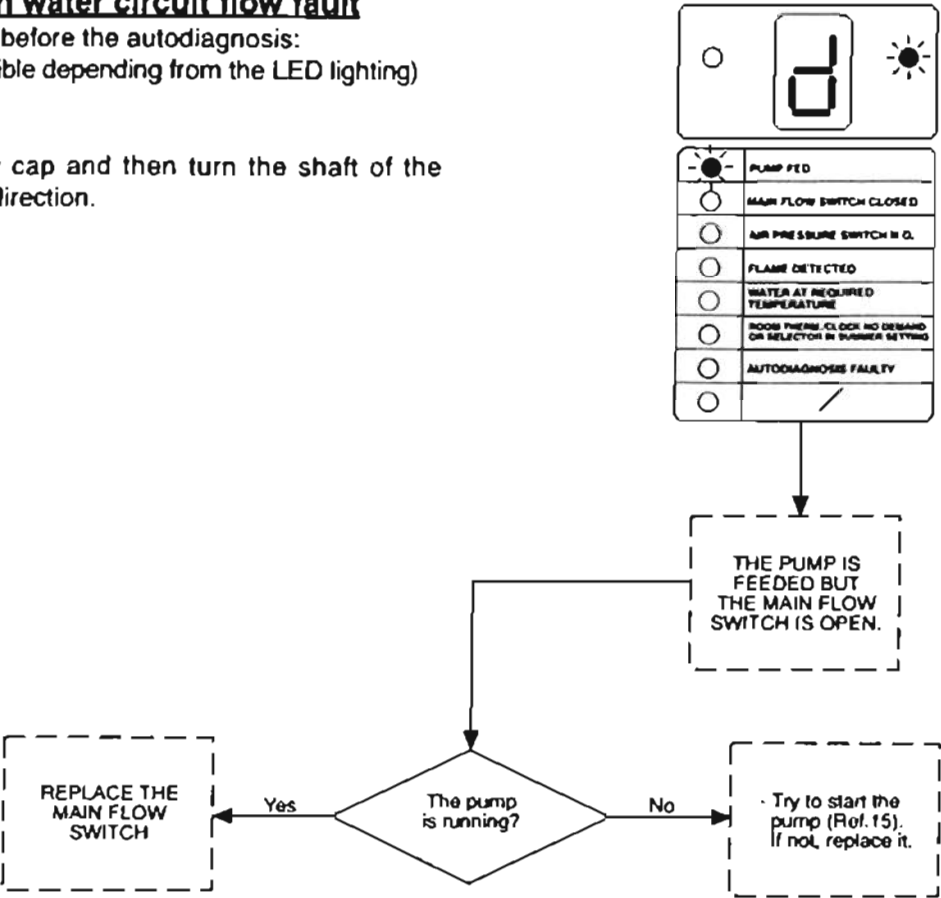 water circuit flow fault
before the autodiagnosis:
ible depending from the LED lighting)
cap and then turn the shaft of the
direction.
d
PUMP FED
MAIN FLOW SWITCH CLOSED
AIR PRESSURE SWITCH N.O.
FLAME DETECTED
WATER AT REQUIRED
TEMPERATURE
ROOM THERM./CLOCK NO DEMAND
OR SELECTOR IN SUMMER SETTING
AUTODIAGNOSIS FAULTY
THE PUMP IS
FEEDED BUT
THE MAIN FLOW
SWITCH IS OPEN.
REPLACE THE
MAIN FLOW
SWITCH
Yes
The pump
is running?
No
- Try to start the
pump (Ref.15).
If not, replace it.